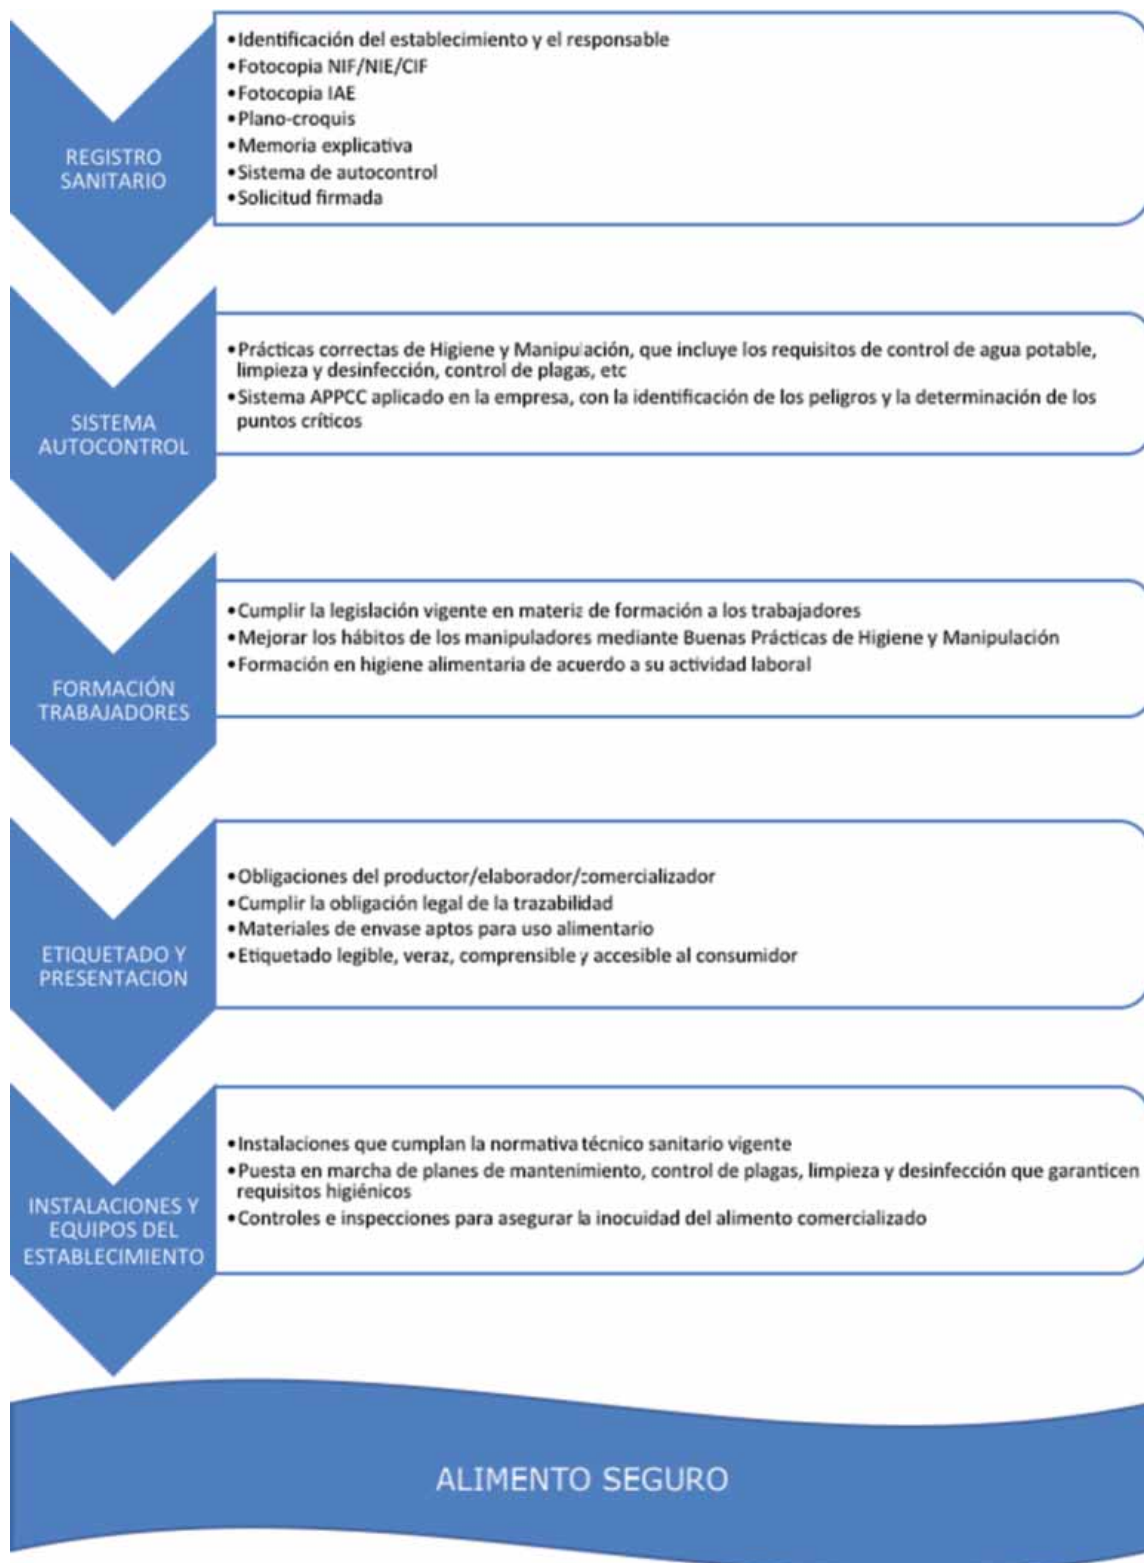 REGISTRO
SANITARIO
•Identificación del establecimiento y el responsable
•Fotocopia NIF/NIE/CIF
•Fotocopia IAE
•Plano-croquis
•Memoria explicativa
•Sistema de autocontrol
•Solicitud firmada
SISTEMA
AUTOCONTROL
•Prácticas correctas de Higiene y Manipulación, que incluye los requisitos de control de agua potable,
limpieza y desinfección, control de plagas, etc
•Sistema APPCC aplicado en la empresa, con la identificación de los peligros y la determinación de los
puntos críticos
FORMACIÓN
TRABAJADORES
•Cumplir la legislación vigente en materia de formación a los trabajadores
•Mejorar los hábitos de los manipuladores mediante Buenas Prácticas de Higiene y Manipulación
•Formación en higiene alimentaria de acuerdo a su actividad laboral
ETIQUETADO Y
PRESENTACION
•Obligaciones del productor/elaborador/comercializador
•Cumplir la obligación legal de la trazabilidad
•Materiales de envase aptos para uso alimentario
•Etiquetado legible, veraz, comprensible y accesible al consumidor
INSTALACIONES Y
EQUIPOS DEL
ESTABLECIMIENTO
•Instalaciones que cumplan la normativa técnico sanitario vigente
•Puesta en marcha de planes de mantenimiento, control de plagas, limpieza y desinfección que garanticen
requisitos higiénicos
•Controles e inspecciones para asegurar la inocuidad del alimento comercializado
ALIMENTO SEGURO